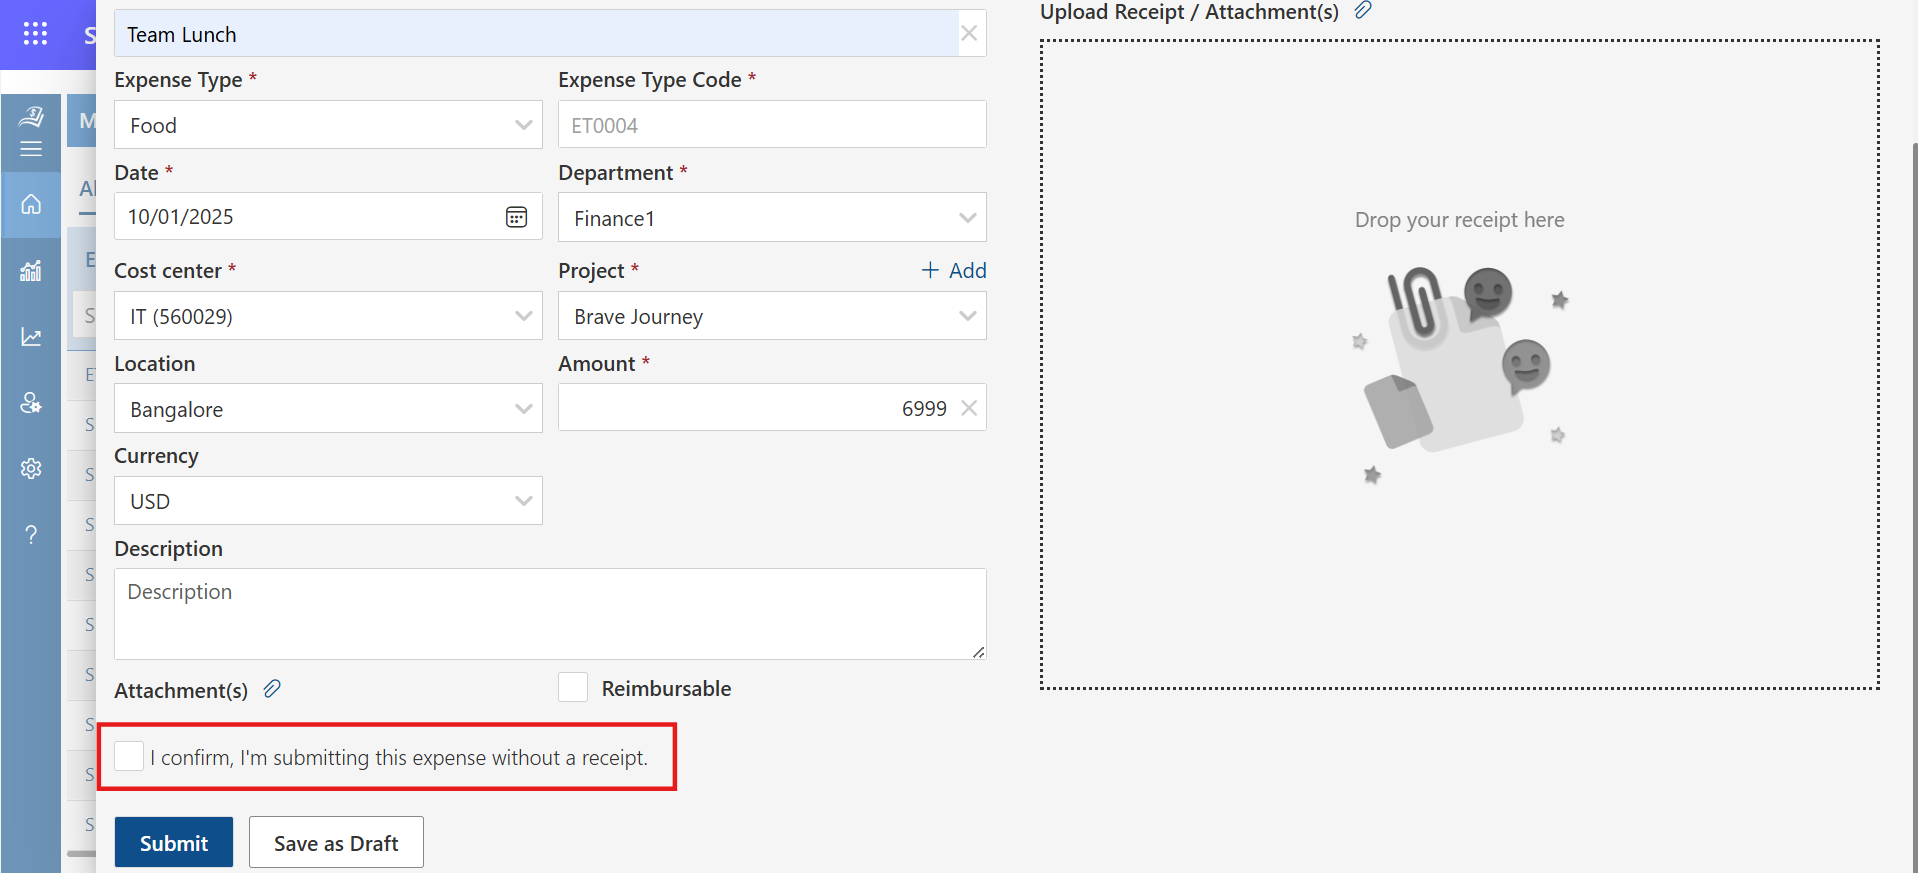 S
M
Al
E
S
ET
S
S
S
S
S
S
S
S
S
S
?
Team Lunch
Expense Type *
Expense Type Code *
Food
ET0004
Date *
Department *
10/01/2025
Finance1
Cost center *
Project *
+ Add
IT (560029)
Brave Journey
Location
Amount *
Bangalore
6999
Currency
USD
Description
Description
Attachment(s)
Reimbursable
I confirm, I'm submitting this expense without a receipt.
Submit
Save as Draft
Upload Receipt / Attachment(s)
Drop your receipt here